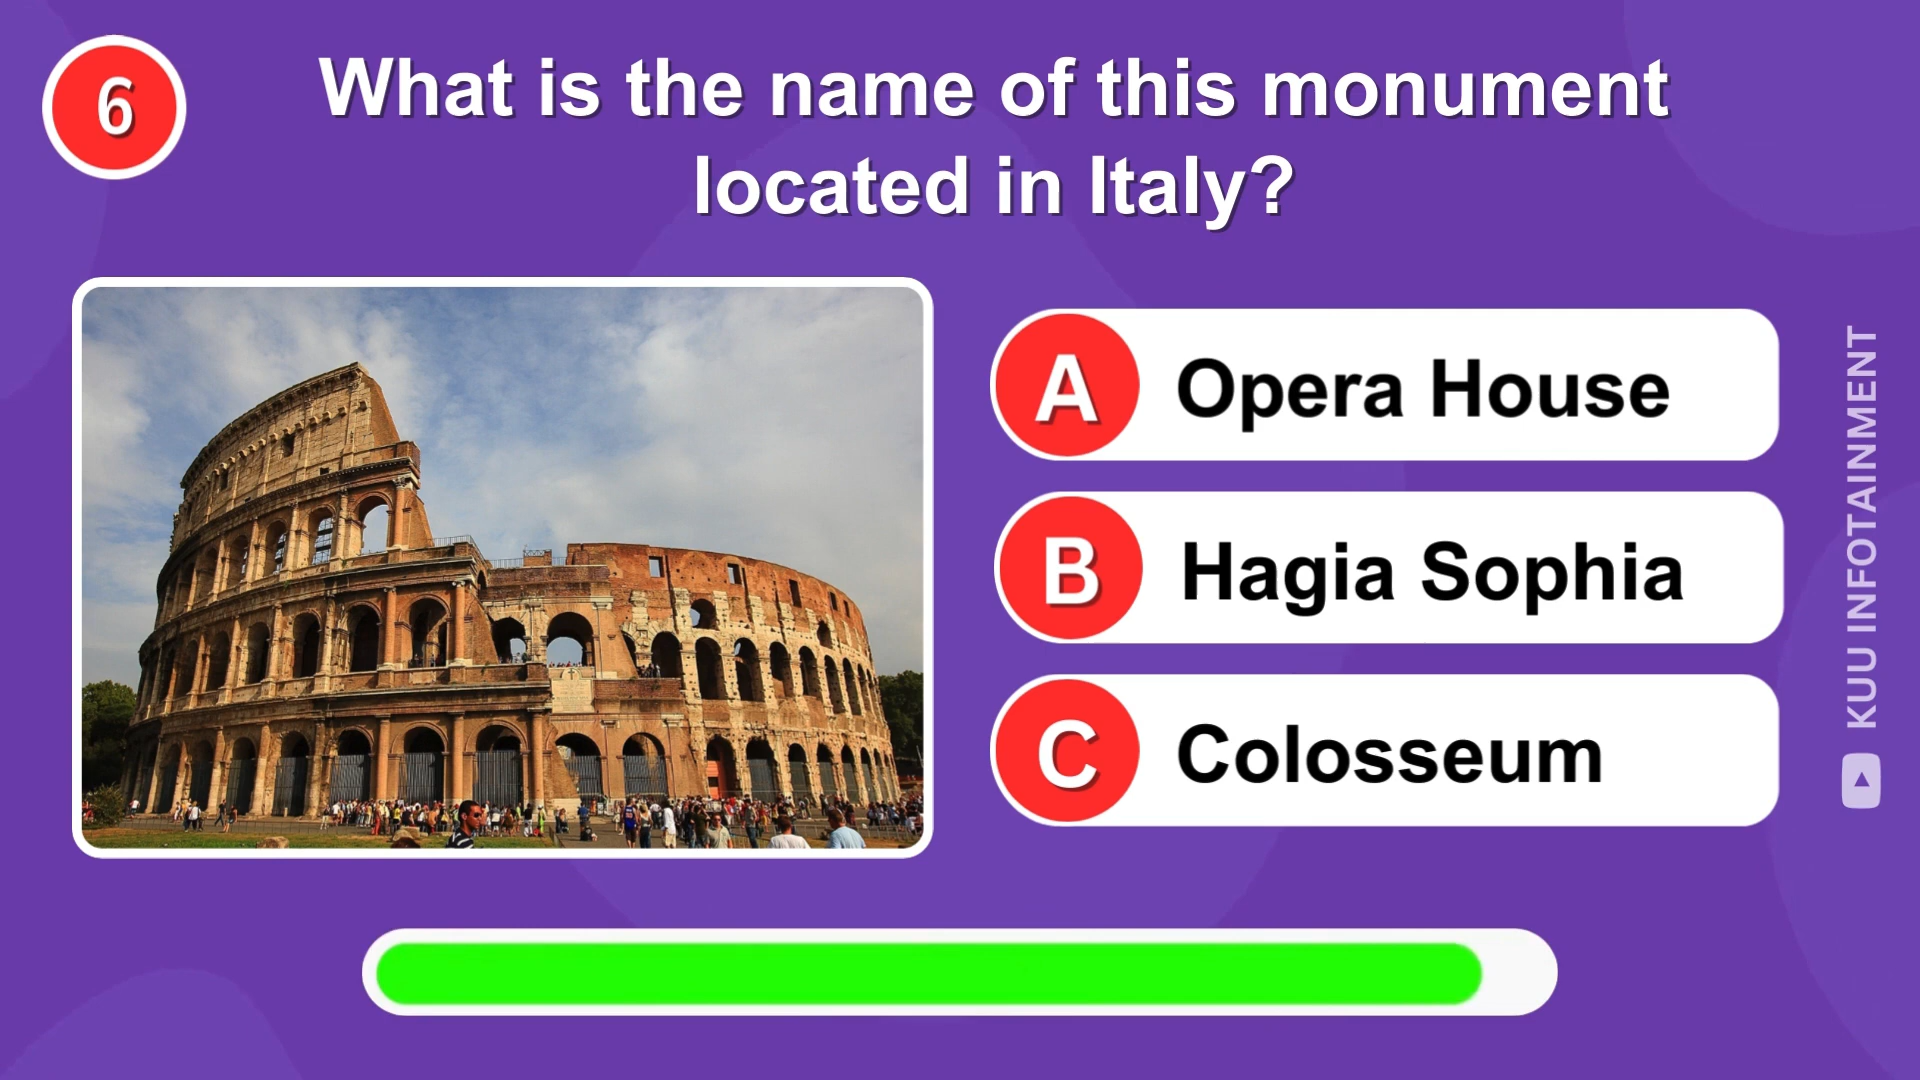 6
What is the name of this monument
located in Italy?
A Opera House
B Hagia Sophia
C Colosseum
KUU INFOTAINMENT